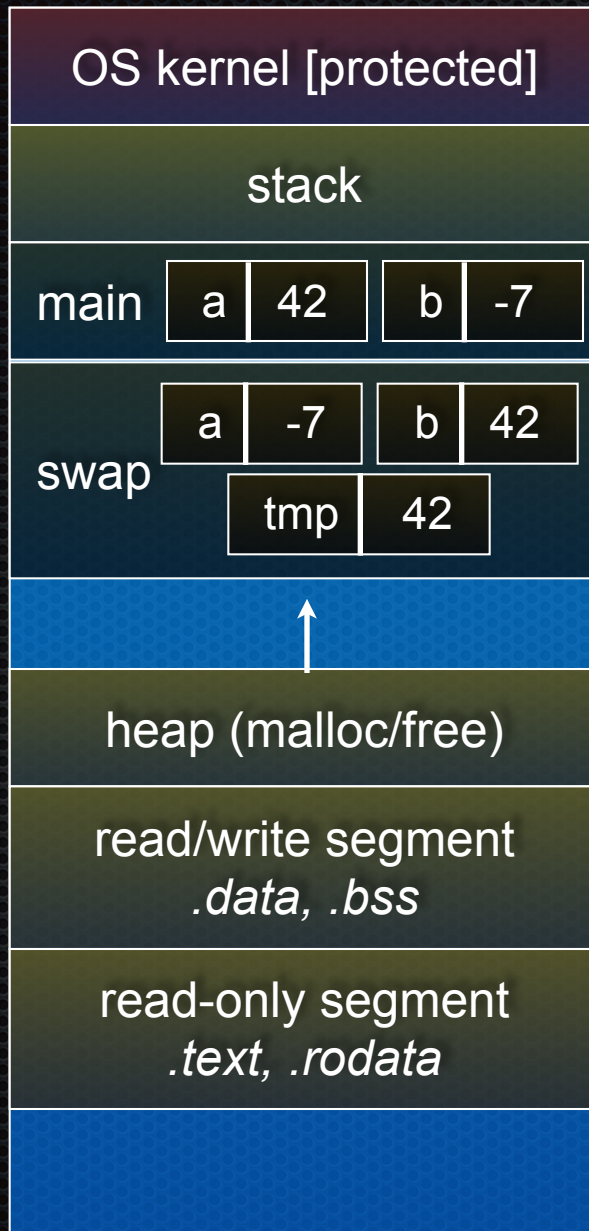 OS kernel [protected]
stack
main a 42 b -7
a -7 b 42
swap
tmp 42
heap (malloc/free)
read/write segment
.data, .bss
read-only segment
.text, .rodata